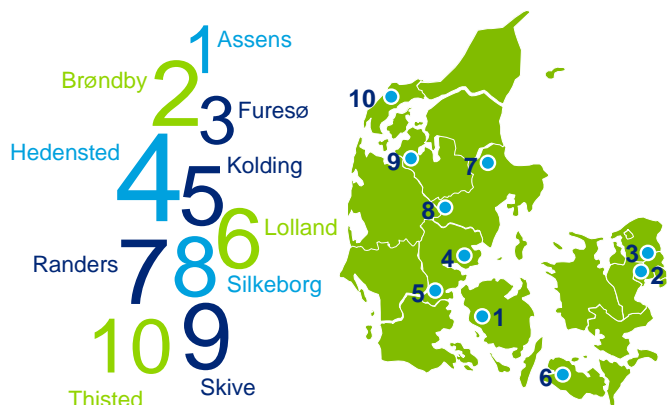 1 Assens
Brøndby 2
3 Furesø
Hedensted 4
5 Kolding
6 Lolland
Randers 7
8 Silkeborg
9 Skive
10 Thisted
10
9
7
8
4
5
1
3
2
6